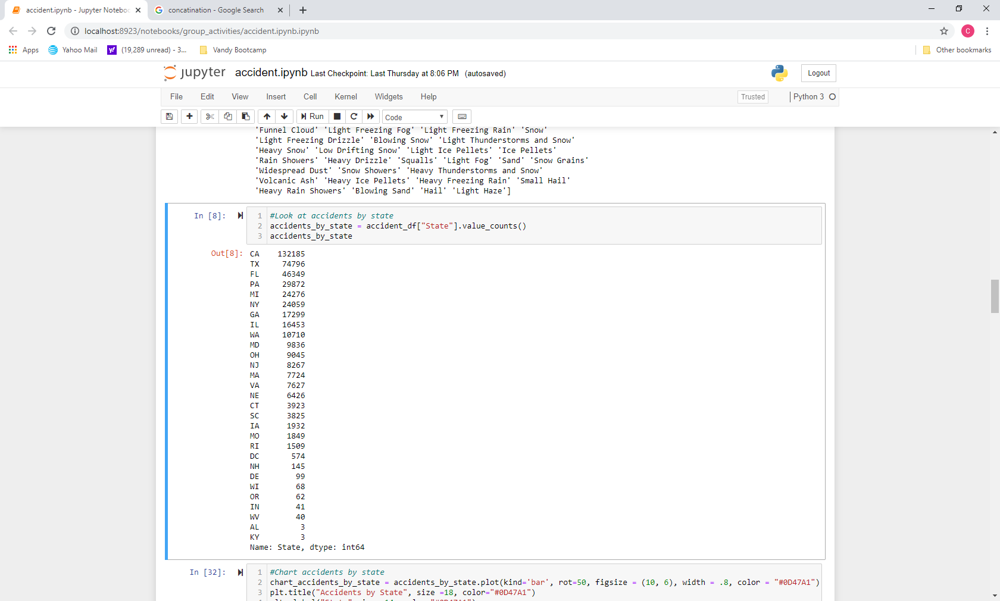 accident.ipynb - Jupyter Noteboo
concatination - Google Search
localhost:8923/notebooks/group_activities/accident.ipynb.ipynb
C
Apps
Yahoo Mail
y!
(19,289 unread) - 3...
Vandy Bootcamp
Other bookmarks
jupyter
accident.ipynb Last Checkpoint: Last Thursday at 8:06 PM (autosaved)
Logout
File Edit View Insert Cell Kernel Widgets Help
Trusted
Python 3
Run
Code
'Funnel Cloud' 'Light Freezing Fog' 'Light Freezing Rain' 'Snow'
'Light Freezing Drizzle' 'Blowing Snow' 'Light Thunderstorms and Snow'
'Heavy Snow' 'Low Drifting Snow' 'Light Ice Pellets' 'Ice Pellets'
'Rain Showers' 'Heavy Drizzle' 'Squalls' 'Light Fog' 'Sand' 'Snow Grains'
'Widespread Dust' 'Snow Showers' 'Heavy Thunderstorms and Snow'
'Volcanic Ash' 'Heavy Ice Pellets' 'Heavy Freezing Rain' 'Small Hail'
'Heavy Rain Showers' 'Blowing Sand' 'Hail' 'Light Haze']
In [8]:
1 #Look at accidents by state
2 accidents_by_state = accident_df["State"].value_counts()
3 accidents_by_state
Out[8]:
CA 132185
TX 74796
FL 46349
PA 29872
MI 24276
NY 24059
GA 17299
IL 16453
WA 10710
MD 9836
OH 9045
NJ 8267
MA 7724
VA 7627
NE 6426
CT 3923
SC 3825
IA 1932
MO 1849
RI 1509
DC 574
NH 145
DE 99
WI 68
OR 62
IN 41
WV 40
AL 3
KY 3
Name: State, dtype: int64
In [32]:
1 #Chart accidents by state
2 chart_accidents_by_state = accidents_by_state.plot(kind='bar', rot=50, figsize = (10, 6), width = .8, color = "#0D47A1")
3 plt.title("Accidents by State", size =18, color="#0D47A1")